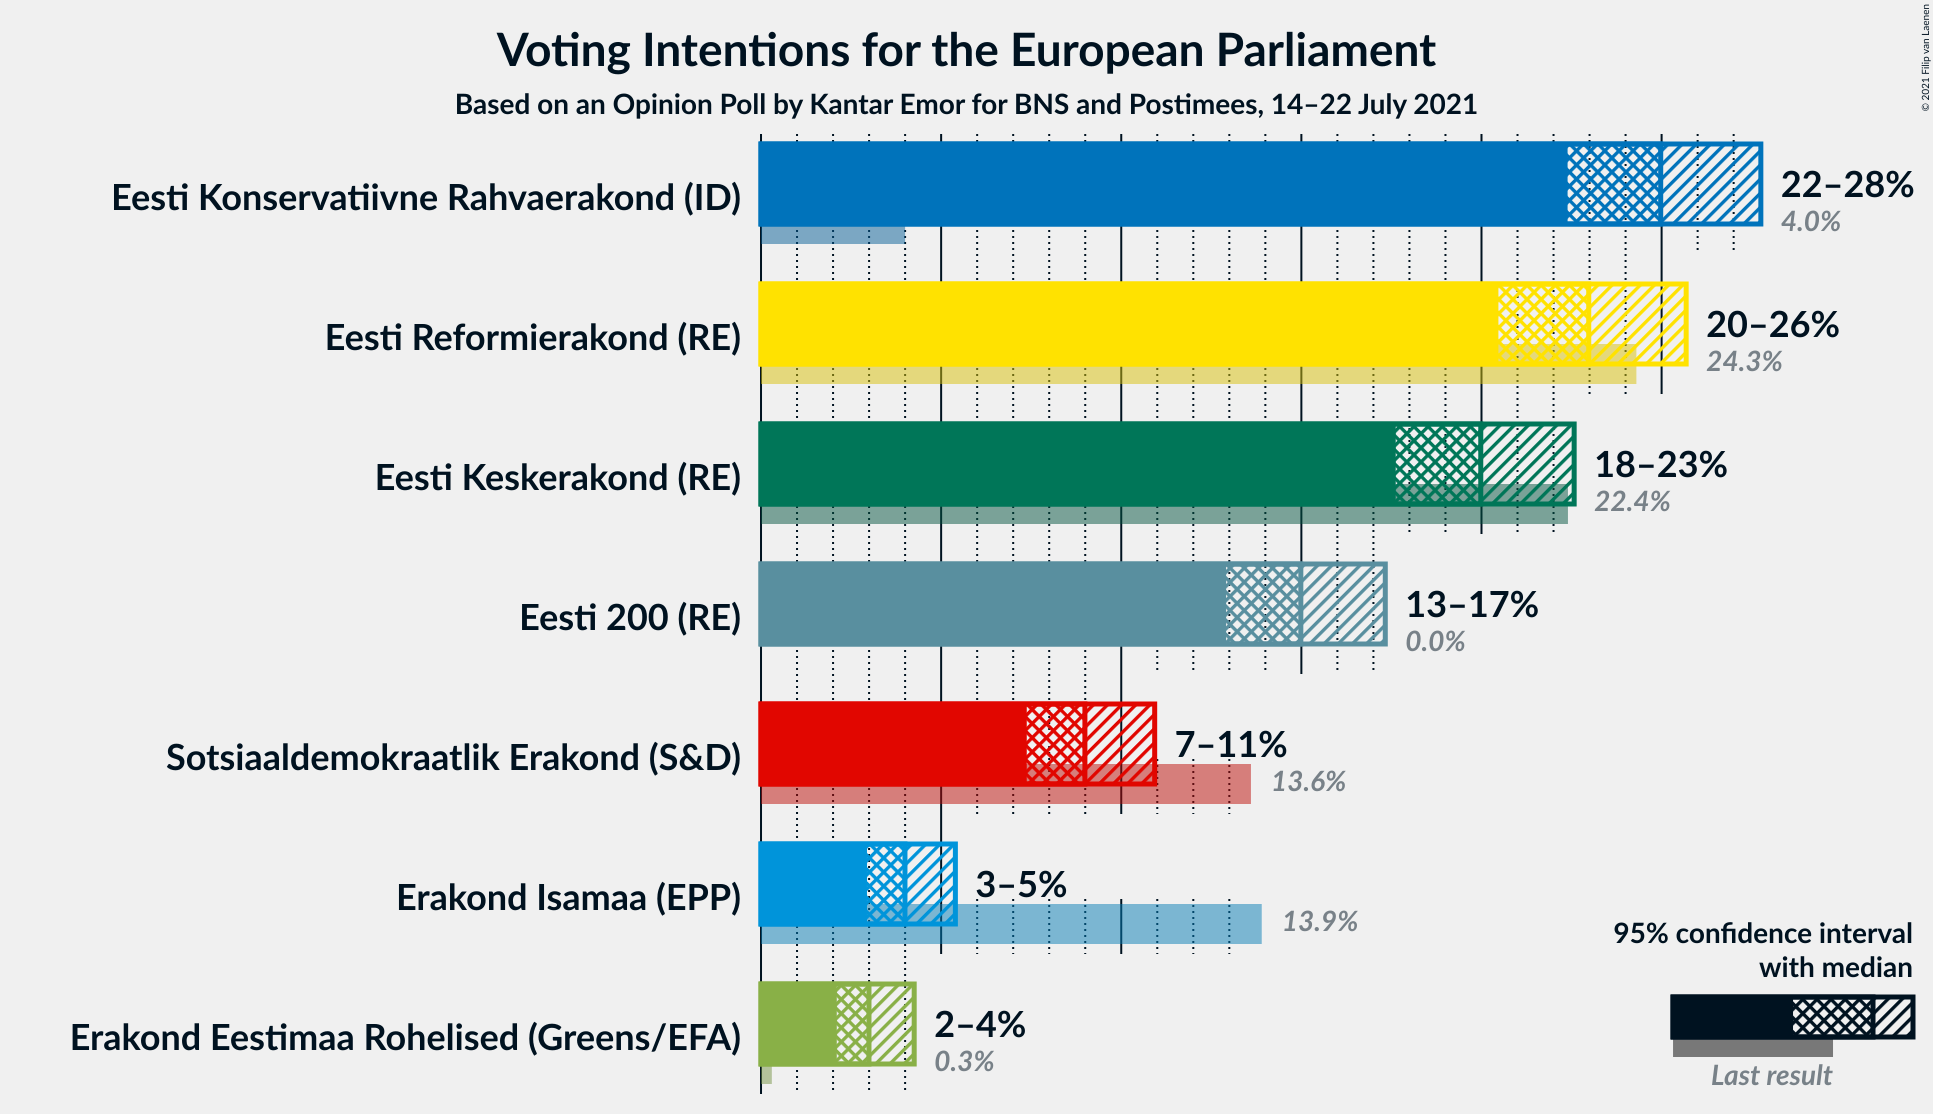 Voting Intentions for the European Parliament
Based on an Opinion Poll by Kantar Emor for BNS and Postimees, 14–22 July 2021
© 2021 Filip van Laenen
Eesti Konservatiivne Rahvaerakond (ID)
22–28%
4.0%
Eesti Reformierakond (RE)
20–26%
24.3%
Eesti Keskerakond (RE)
18–23%
22.4%
Eesti 200 (RE)
13–17%
0.0%
Sotsiaaldemokraatlik Erakond (S&D)
7–11%
13.6%
Erakond Isamaa (EPP)
3–5%
13.9%
Erakond Eestimaa Rohelised (Greens/EFA)
2–4%
0.3%
95% confidence interval
with median
Last result